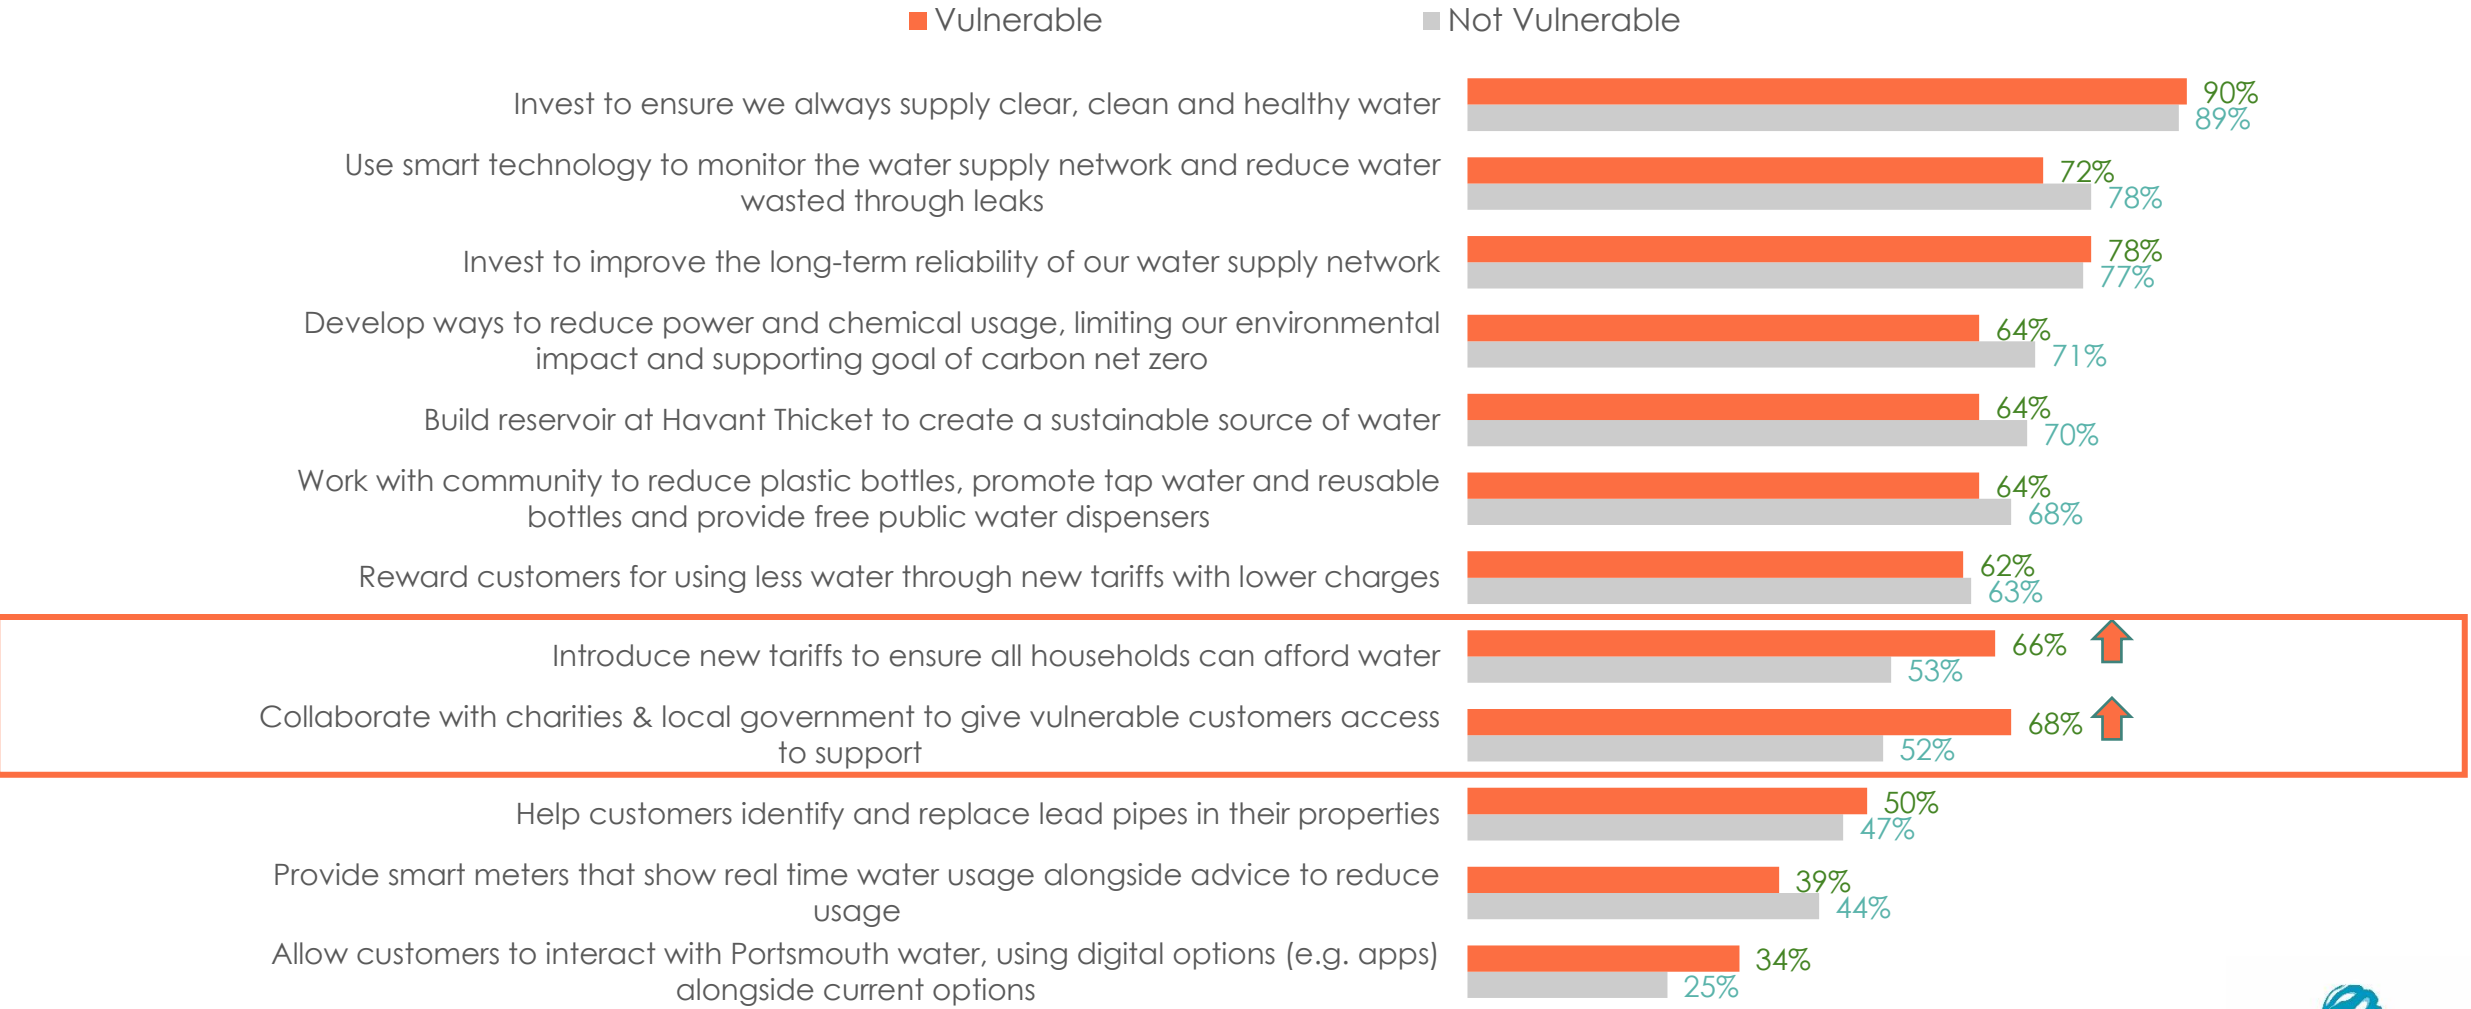 Vulnerable
Not Vulnerable
Invest to ensure we always supply clear, clean and healthy water
90%
89%
Use smart technology to monitor the water supply network and reduce water
wasted through leaks
72%
78%
Invest to improve the long-term reliability of our water supply network
78%
77%
Develop ways to reduce power and chemical usage, limiting our environmental
impact and supporting goal of carbon net zero
64%
71%
Build reservoir at Havant Thicket to create a sustainable source of water
64%
70%
Work with community to reduce plastic bottles, promote tap water and reusable
bottles and provide free public water dispensers
64%
68%
Reward customers for using less water through new tariffs with lower charges
62%
63%
Introduce new tariffs to ensure all households can afford water
66%
53%
Collaborate with charities & local government to give vulnerable customers access
to support
68%
52%
Help customers identify and replace lead pipes in their properties
50%
47%
Provide smart meters that show real time water usage alongside advice to reduce
usage
39%
44%
Allow customers to interact with Portsmouth water, using digital options (e.g. apps)
alongside current options
34%
25%